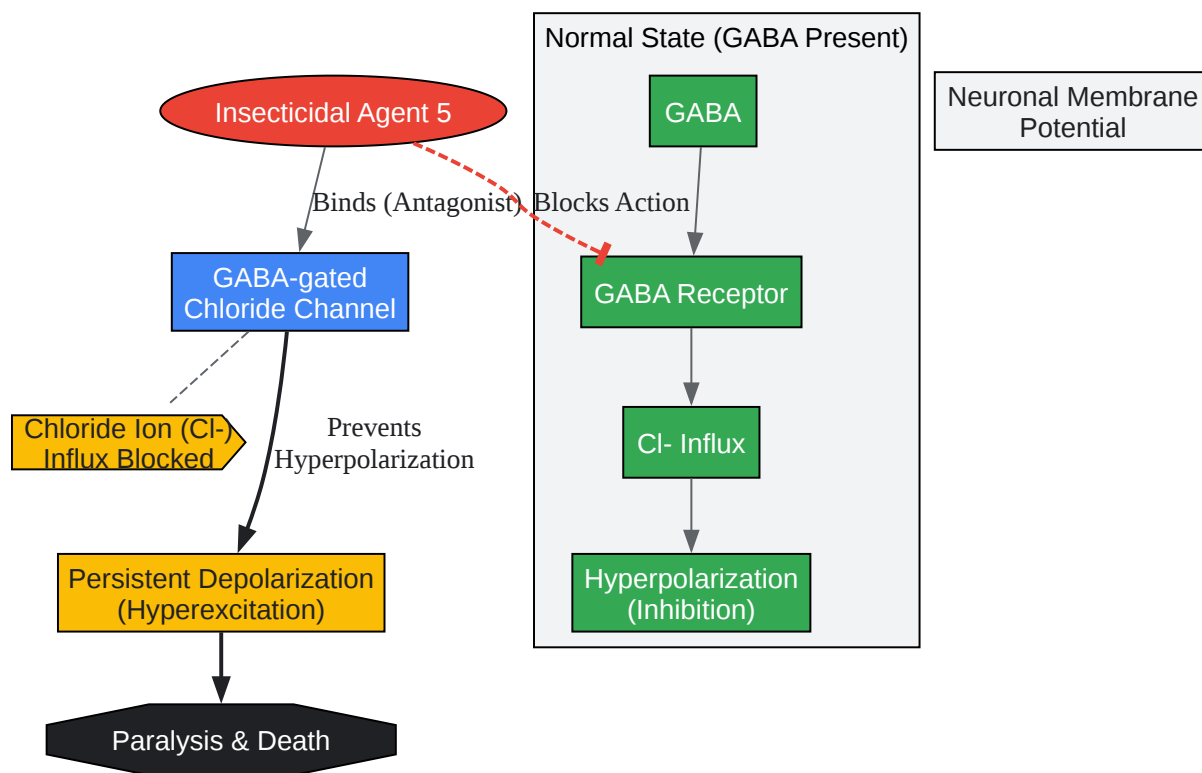 Normal State (GABA Present)
Insecticidal Agent 5
GABA
Neuronal Membrane
Potential
Binds (Antagonist)
Blocks Action
GABA-gated
Chloride Channel
GABA Receptor
Chloride Ion (Cl-)
Influx Blocked
Prevents
Hyperpolarization
Cl- Influx
Persistent Depolarization
(Hyperexcitation)
Hyperpolarization
(Inhibition)
Paralysis & Death